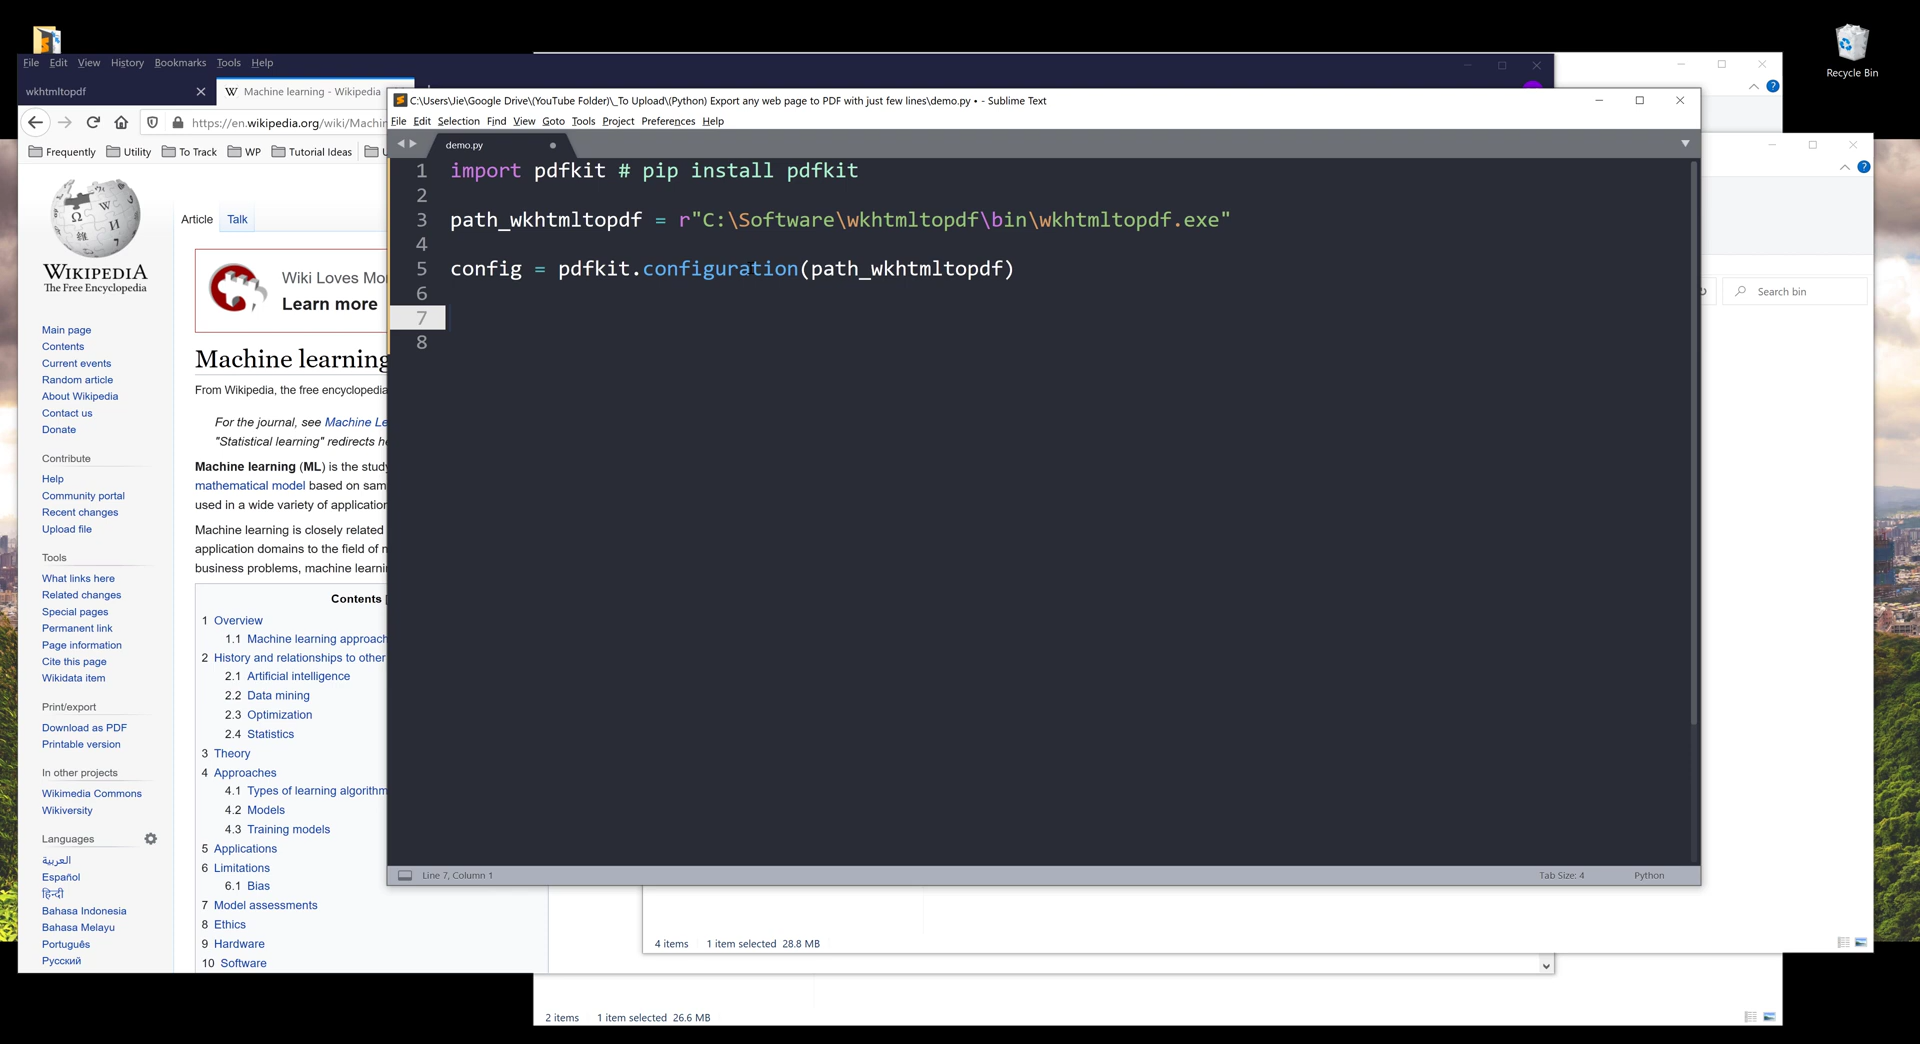 Recycle Bin
File Edit View History Bookmarks Tools Help
wkhtmltopdf
Machine learning - Wikipedia
https://en.wikipedia.org/wiki/Machin
Frequently Utility To Track WP Tutorial Ideas
WIKIPEDIA
The Free Encyclopedia
Main page
Contents
Current events
Random article
About Wikipedia
Contact us
Donate
Contribute
Help
Community portal
Recent changes
Upload file
Tools
What links here
Related changes
Special pages
Permanent link
Page information
Cite this page
Wikidata item
Print/export
Download as PDF
Printable version
In other projects
Wikimedia Commons
Wikiversity
Languages
العربية
Español
हिन्दी
Bahasa Indonesia
Bahasa Melayu
Português
Русский
Article Talk
Wiki Loves Mo
Learn more
Machine learning
From Wikipedia, the free encyclopedia
For the journal, see Machine Le
"Statistical learning" redirects he
Machine learning (ML) is the study
mathematical model based on sam
used in a wide variety of application
Machine learning is closely related
application domains to the field of
business problems, machine learni
Contents [
1 Overview
1.1 Machine learning approach
2 History and relationships to other
2.1 Artificial intelligence
2.2 Data mining
2.3 Optimization
2.4 Statistics
3 Theory
4 Approaches
4.1 Types of learning algorithm
4.2 Models
4.3 Training models
5 Applications
6 Limitations
6.1 Bias
7 Model assessments
8 Ethics
9 Hardware
10 Software
C:\Users\Jie\Google Drive\(YouTube Folder)\_To Upload\(Python) Export any web page to PDF with just few lines\demo.py • - Sublime Text
File Edit Selection Find View Goto Tools Project Preferences Help
demo.py
1 import pdfkit # pip install pdfkit
2
3 path_wkhtmltopdf = r"C:\Software\wkhtmltopdf\bin\wkhtmltopdf.exe"
4
5 config = pdfkit.configuration(path_wkhtmltopdf)
6
7
8
Line 7, Column 1 Tab Size: 4 Python
Search bin
4 items 1 item selected 28.8 MB
2 items 1 item selected 26.6 MB